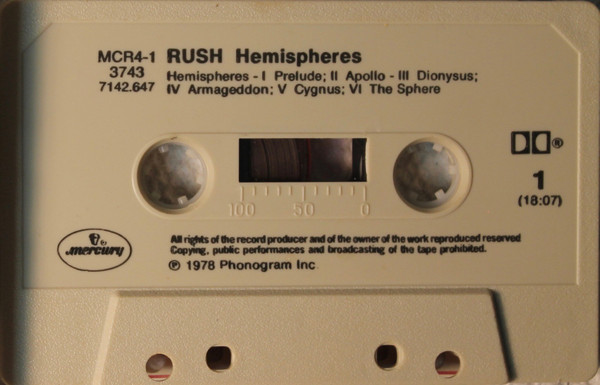 MCR4-1 RUSH Hemispheres
3743
7142.647
Hemispheres - I Prelude; II Apollo - III Dionysus;
IV Armageddon; V Cygnus; VI The Sphere
1
(18:07)
100 50 0
mercury
All rights of the record producer and of the owner of the work reproduced reserved
Copying, public performances and broadcasting of the tape prohibited.
℗ 1978 Phonogram Inc